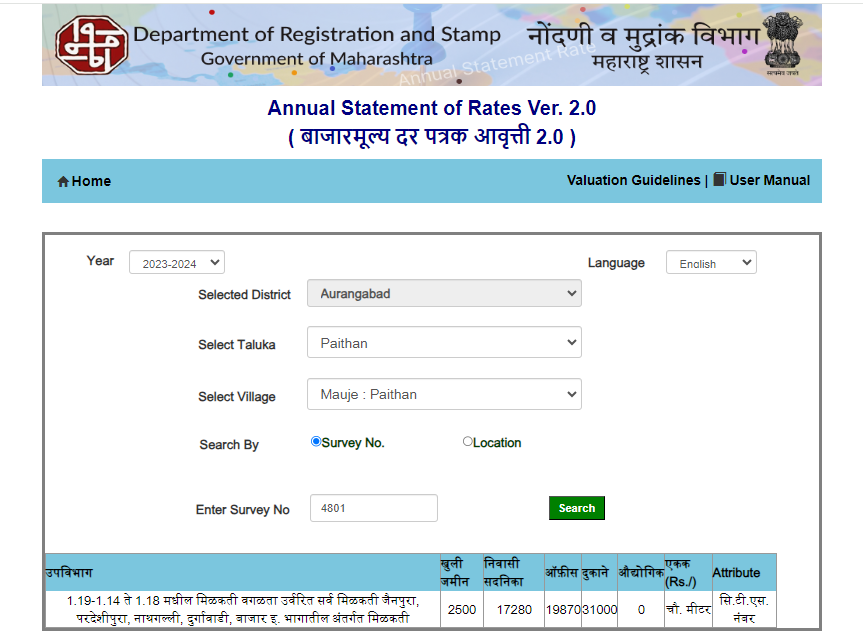 Department of Registration and Stamp
Government of Maharashtra
नोंदणी व मुद्रांक विभाग
महाराष्ट्र शासन
Annual Statement Rate
Annual Statement of Rates Ver. 2.0
( बाजारमूल्य दर पत्रक आवृत्ती 2.0 )
Home
Valuation Guidelines | User Manual
Year 2023-2024
Language English
Selected District Aurangabad
Select Taluka Paithan
Select Village Mauje : Paithan
Search By Survey No. Location
Enter Survey No 4801 Search
उपविभाग खुली जमीन निवासी सदनिका ऑफ़ीस दुकाने औद्योगिक एकक (Rs./) Attribute
1.19-1.14 ते 1.18 मधील मिळकती वगळता उर्वरित सर्व मिळकती जैनपुरा,
परदेशीपुरा, नाथगल्ली, दुर्गावाडी, बाजार इ. भागातील अंतर्गत मिळकती
2500 17280 19870 31000 0 चौ. मीटर सि.टी.एस. नंबर